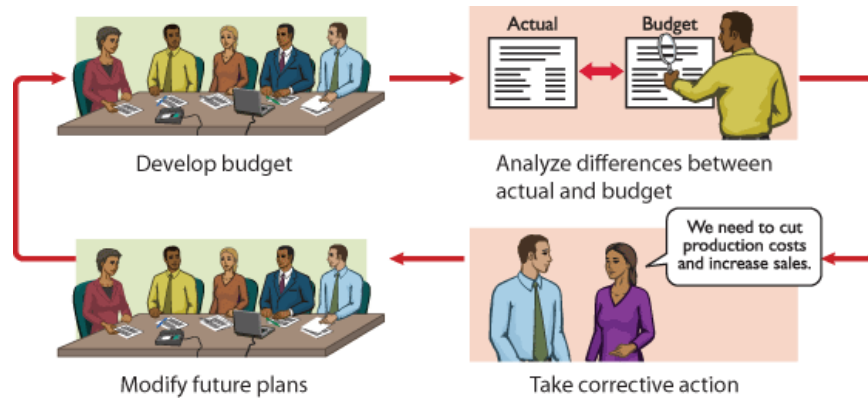 Actual
Budget
Develop budget
Analyze differences between
actual and budget
We need to cut
production costs
and increase sales.
Modify future plans
Take corrective action